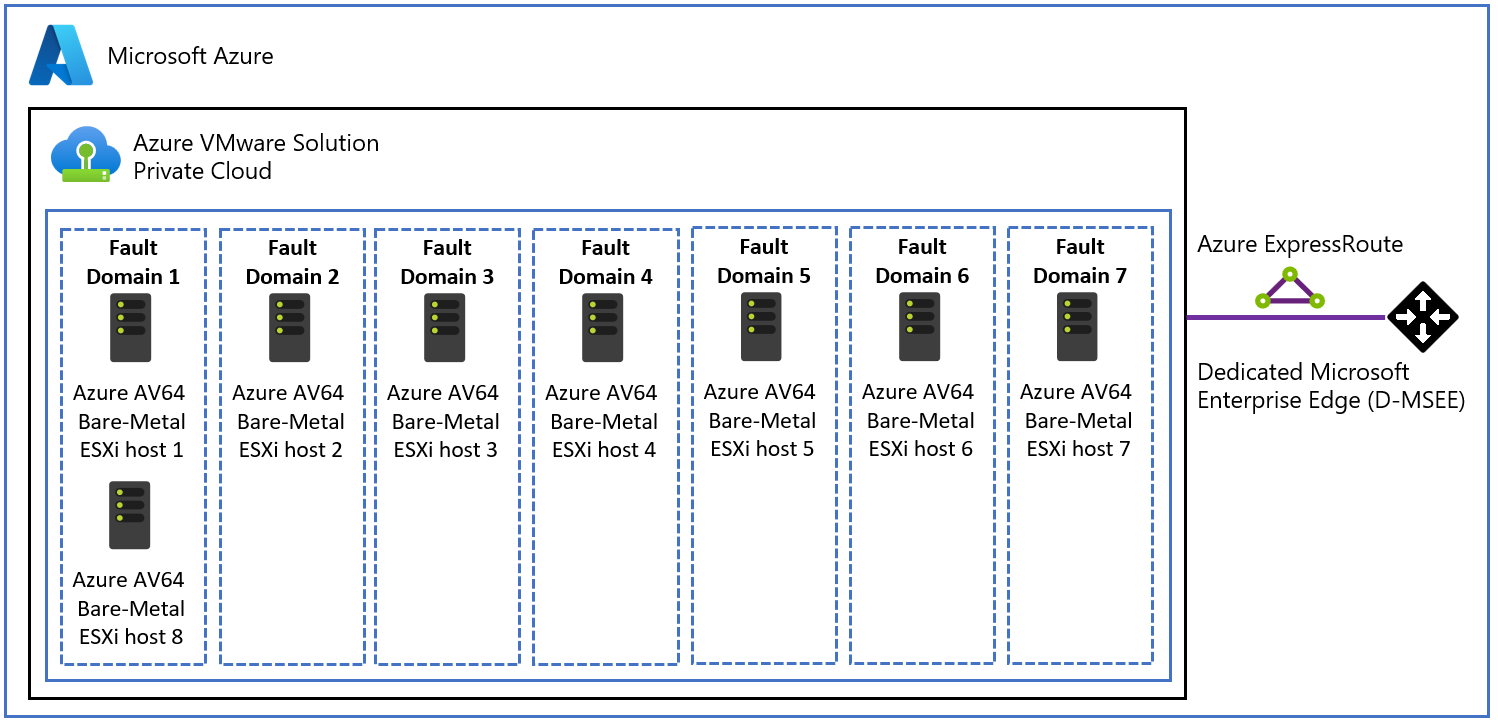 Microsoft Azure
Azure VMware Solution
Private Cloud
Fault
Domain 1
Azure AV64
Bare-Metal
ESXi host 1
Azure AV64
Bare-Metal
ESXi host 8
Fault
Domain 2
Azure AV64
Bare-Metal
ESXi host 2
Fault
Domain 3
Azure AV64
Bare-Metal
ESXi host 3
Fault
Domain 4
Azure AV64
Bare-Metal
ESXi host 4
Fault
Domain 5
Azure AV64
Bare-Metal
ESXi host 5
Fault
Domain 6
Azure AV64
Bare-Metal
ESXi host 6
Fault
Domain 7
Azure AV64
Bare-Metal
ESXi host 7
Azure ExpressRoute
Dedicated Microsoft
Enterprise Edge (D-MSEE)